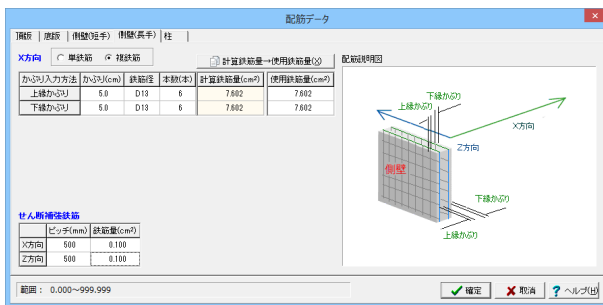 配筋データ
頂版 底版 側壁(短手) 側壁(長手) 柱
X方向 単鉄筋 複鉄筋 計算鉄筋量→使用鉄筋量(X) 配筋説明図
かぶり入力方法 かぶり(cm) 鉄筋径 本数(本) 計算鉄筋量(cm²) 使用鉄筋量(cm²)
上縁かぶり 5.0 D13 6 7.602 7.602
下縁かぶり 5.0 D13 6 7.602 7.602
下縁かぶり
上縁かぶり
X方向
Z方向
側壁
下縁かぶり
上縁かぶり
せん断補強鉄筋
ピッチ(mm) 鉄筋量(cm²)
X方向 500 0.100
Z方向 500 0.100
範囲： 0.000～999.999 確定 取消 ヘルプ(H)